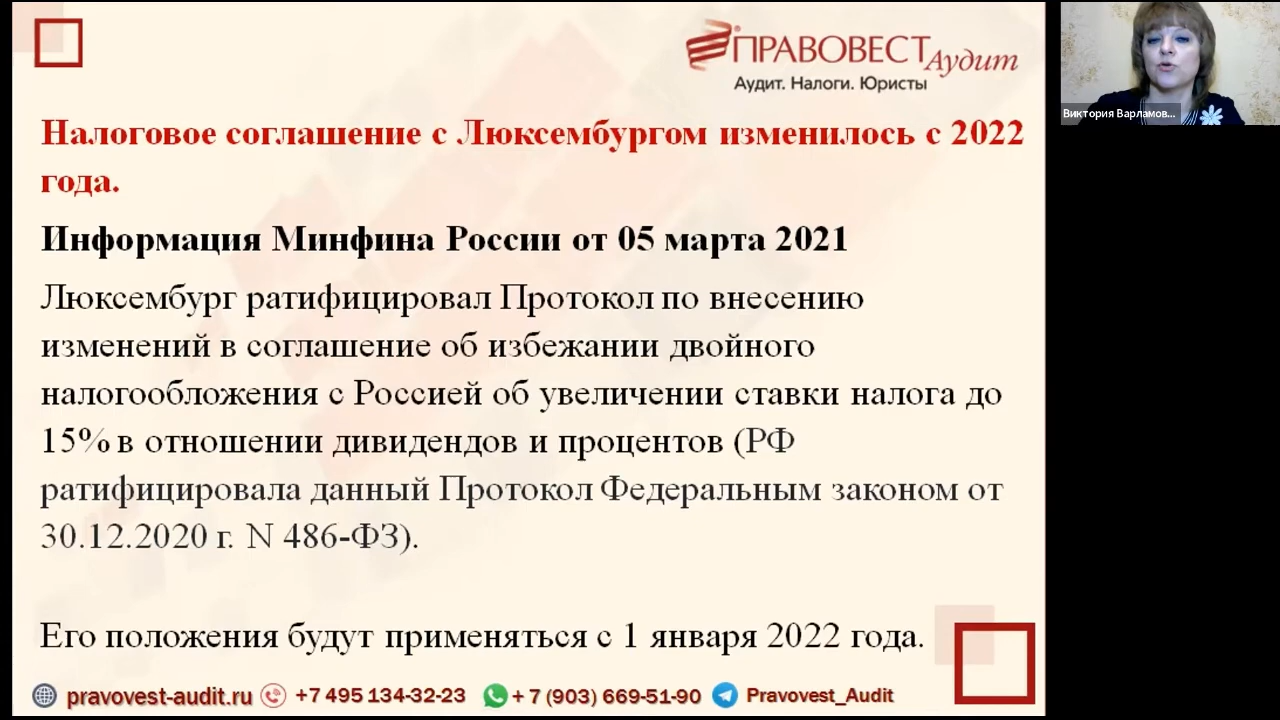 ПРАВОВЕСТ Аудит
Аудит. Налоги. Юристы
Виктория Варламов...
Налоговое соглашение с Люксембургом изменилось с 2022
года.
Информация Минфина России от 05 марта 2021
Люксембург ратифицировал Протокол по внесению
изменений в соглашение об избежании двойного
налогообложения с Россией об увеличении ставки налога до
15% в отношении дивидендов и процентов (РФ
ратифицировала данный Протокол Федеральным законом от
30.12.2020 г. N 486-ФЗ).
Его положения будут применяться с 1 января 2022 года.
pravovest-audit.ru +7 495 134-32-23 + 7 (903) 669-51-90 Pravovest_Audit